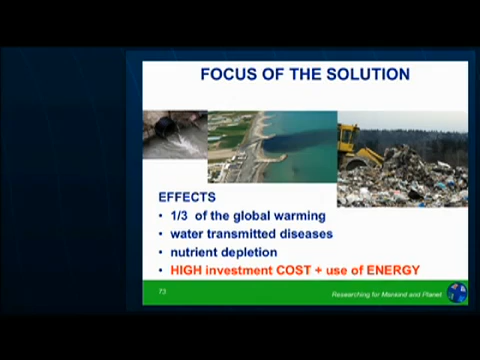 FOCUS OF THE SOLUTION
EFFECTS
• 1/3 of the global warming
• water transmitted diseases
• nutrient depletion
• HIGH investment COST + use of ENERGY
73
Researching for Mankind and Planet